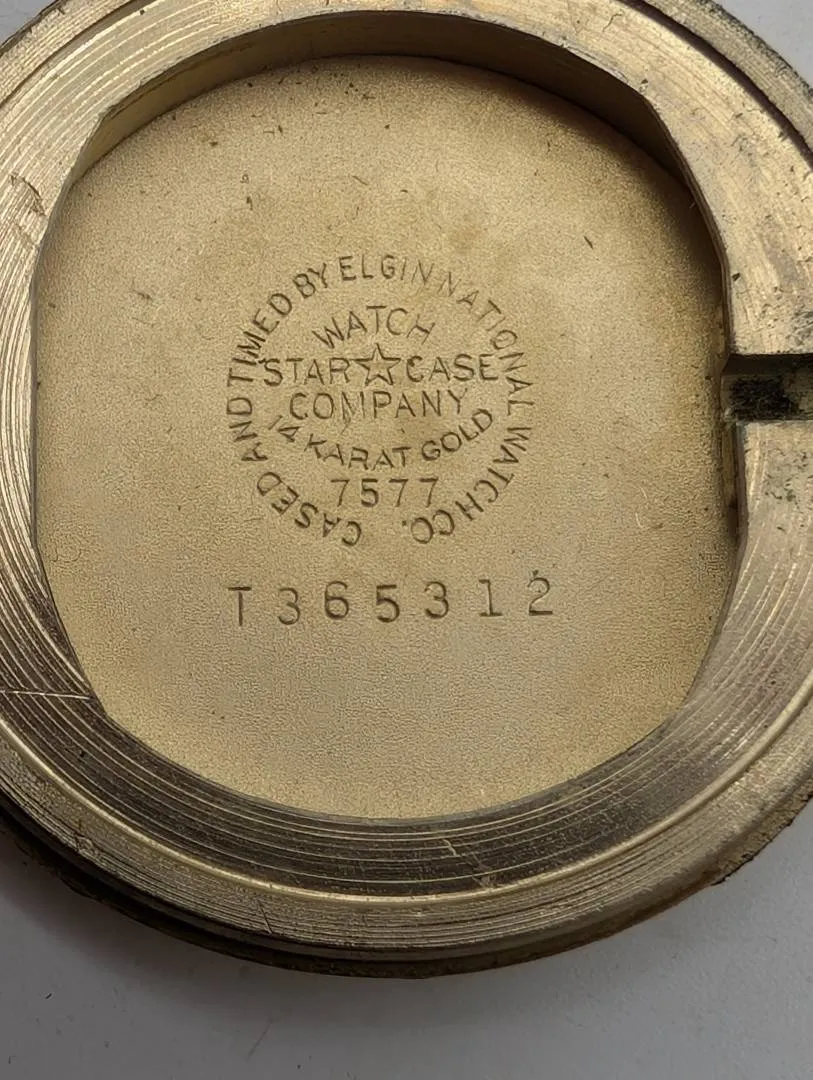 CASED AND TIMED BY ELGIN NATIONAL WATCH CO.
WATCH
STAR☆CASE
COMPANY
14 KARAT GOLD
7577
T365312